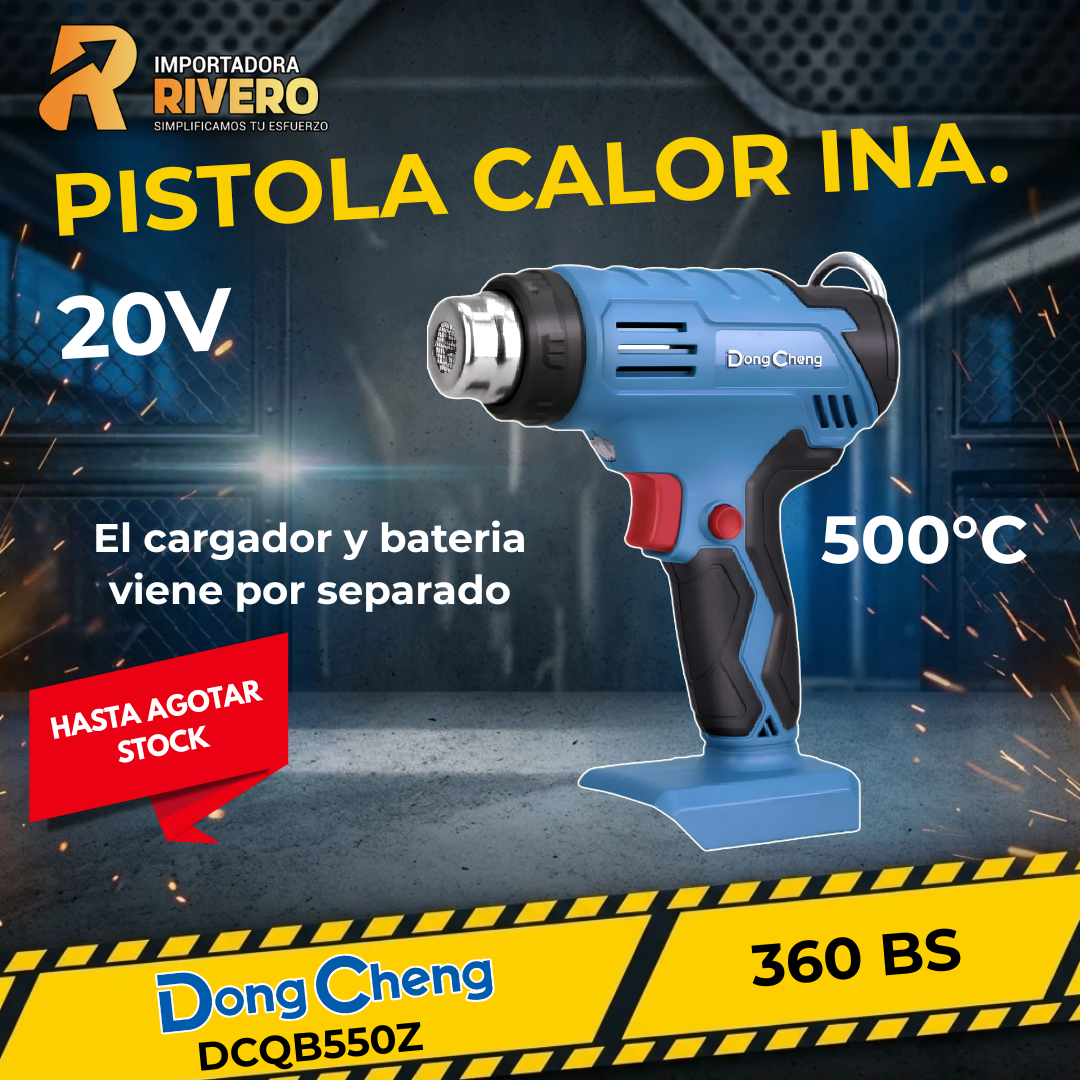 IMPORTADORA
RIVERO
SIMPLIFICAMOS TU ESFUERZO
PISTOLA CALOR INA.
20V
DongCheng
500°C
El cargador y bateria
viene por separado
HASTA AGOTAR
STOCK
DongCheng
DCQB550Z
360 BS